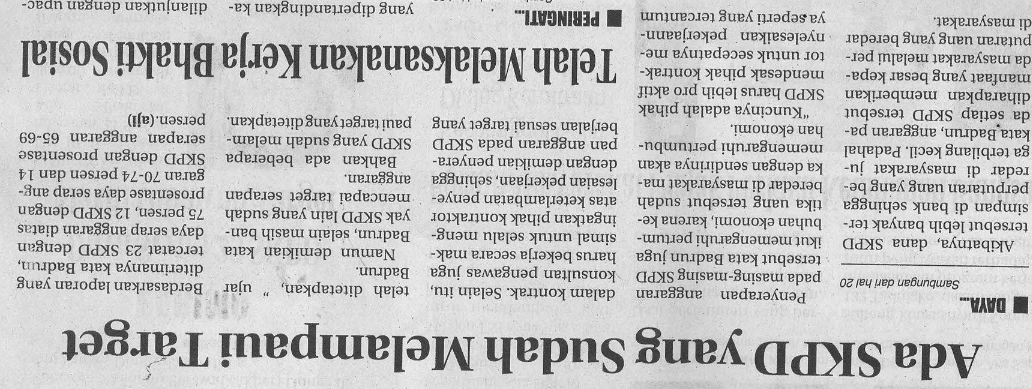 Ada SKPD yang Sudah Melampaui Target
DAYA...
Sambungan dari hal 20
Akibatnya, dana SKPD
tersebut lebih banyak ter-
simpan di bank sehingga
perputaran uang yang be-
redar di masyarakat ju-
ga terbilang kecil. Padahal
kata Badrun, anggaran pa-
da setiap SKPD tersebut
diharapkan memberikan
manfaat yang besar kepa-
da masyarakat melalui per-
putaran uang yang beredar
di masyarakat.
Penyerapan anggaran
pada masing-masing SKPD
tersebut kata Badrun juga
ikut memengaruhi pertum-
buhan ekonomi, karena ke-
tika uang tersebut sudah
beredar di masyarakat ma-
ka dengan sendirinya akan
memengaruhi pertumbu-
han ekonomi.
"Kuncinya adalah pihak
SKPD harus lebih pro aktif
mendesak pihak kontrak-
tor untuk secepatnya me-
nyelesaikan pekerjaann-
ya seperti yang tercantum
dalam kontrak. Selain itu,
konsultan pengawas juga
harus bekerja secara mak-
simal untuk selalu meng-
ingatkan pihak kontraktor
atas keterlambatan penye-
lesaian pekerjaan, sehingga
dengan demikian penyera-
pan anggaran pada SKPD
berjalan sesuai target yang
telah ditetapkan, " ujar
Badrun.
Namun demikian kata
Badrun, selain masih ban-
yak SKPD lain yang sudah
mencapai target serapan
anggaran.
Bahkan ada beberapa
SKPD yang sudah melam-
paui target yang ditetapkan.
Berdasarkan laporan yang
diterimanya kata Badrun,
tercatat 23 SKPD dengan
daya serap anggaran diatas
75 persen, 12 SKPD dengan
prosentase daya serap ang-
garan 70-74 persen dan 14
SKPD dengan prosentase
serapan anggaran 65-69
persen. (ajl)
Telah Melaksanakan Kerja Bhakti Sosial
PERINGATI...
yang dipertandingka-
dilanjutkan dengan upac-